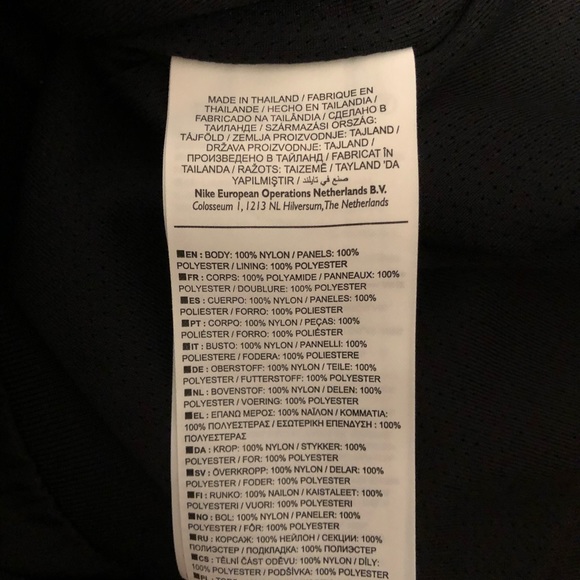 MADE IN THAILAND / FABRIQUE EN
THAILANDE / HECHO EN TAILANDIA /
FABRICADO NA TAILÂNDIA / СДЕЛАНО В
ТАИЛАНДЕ / SZÁRMAZÁSI ORSZÁG:
TÁJFÖLD / ZEMLJA PROIZVODNJE: TAJLAND /
DRŽAVA PROIZVODNJE: TAJLAND /
ПРОИЗВЕДЕНО В ТАЙЛАНД / FABRICAT ÎN
TAILANDA / RAŽOTS: TAIZEMĒ / TAYLAND 'DA
YAPILMIŞTIR / صنع في تايلند
Nike European Operations Netherlands B.V.
Colosseum 1, 1213 NL Hilversum, The Netherlands
EN : BODY: 100% NYLON / PANELS: 100%
POLYESTER / LINING: 100% POLYESTER
FR : CORPS: 100% POLYAMIDE / PANNEAUX: 100%
POLYESTER / DOUBLURE: 100% POLYESTER
ES : CUERPO: 100% NYLON / PANELES: 100%
POLIESTER / FORRO: 100% POLIESTER
PT : CORPO: 100% NYLON / PEÇAS: 100%
POLIÉSTER / FORRO: 100% POLIÉSTER
IT : BUSTO: 100% NYLON / PANNELLI: 100%
POLIESTERE / FODERA: 100% POLIESTERE
DE : OBERSTOFF: 100% NYLON / TEILE: 100%
POLYESTER / FUTTERSTOFF: 100% POLYESTER
NL : BOVENSTOF: 100% NYLON / DELEN: 100%
POLYESTER / VOERING: 100% POLYESTER
EL : ΕΠΑΝΩ ΜΕΡΟΣ: 100% ΝΑΪΛΟΝ / ΚΟΜΜΑΤΙΑ:
100% ΠΟΛΥΕΣΤΕΡΑΣ / ΕΣΩΤΕΡΙΚΗ ΕΠΕΝΔΥΣΗ : 100%
ΠΟΛΥΕΣΤΕΡΑΣ
DA : KROP: 100% NYLON / STYKKER: 100%
POLYESTER / FOR: 100% POLYESTER
SV : ÖVERKROPP: 100% NYLON / DELAR: 100%
POLYESTER / FODER: 100% POLYESTER
FI : RUNKO: 100% NAILON / KAISTALEET: 100%
POLYESTERI / VUORI: 100% POLYESTERI
NO : BOL: 100% NYLON / PANELER: 100%
POLYESTER / FÔR: 100% POLYESTER
RU : КОРСАЖ: 100% НЕЙЛОН / СЕКЦИИ: 100%
ПОЛИЭСТЕР / ПОДКЛАДКА: 100% ПОЛИЭСТЕР
CS : TĚLNÍ ČÁST ODĚVU: 100% NYLON / DÍLY:
100% POLYESTER / PODŠÍVKA: 100% POLYESTER